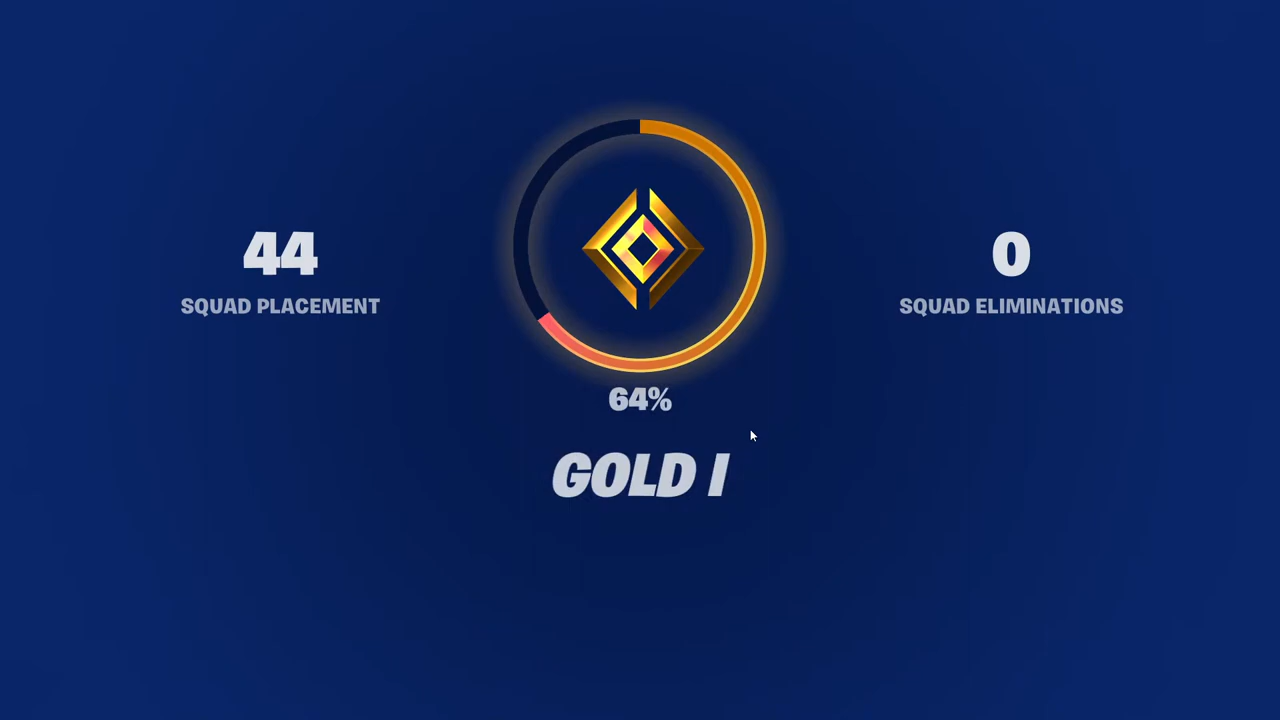 44
SQUAD PLACEMENT
0
SQUAD ELIMINATIONS
64%
GOLD I